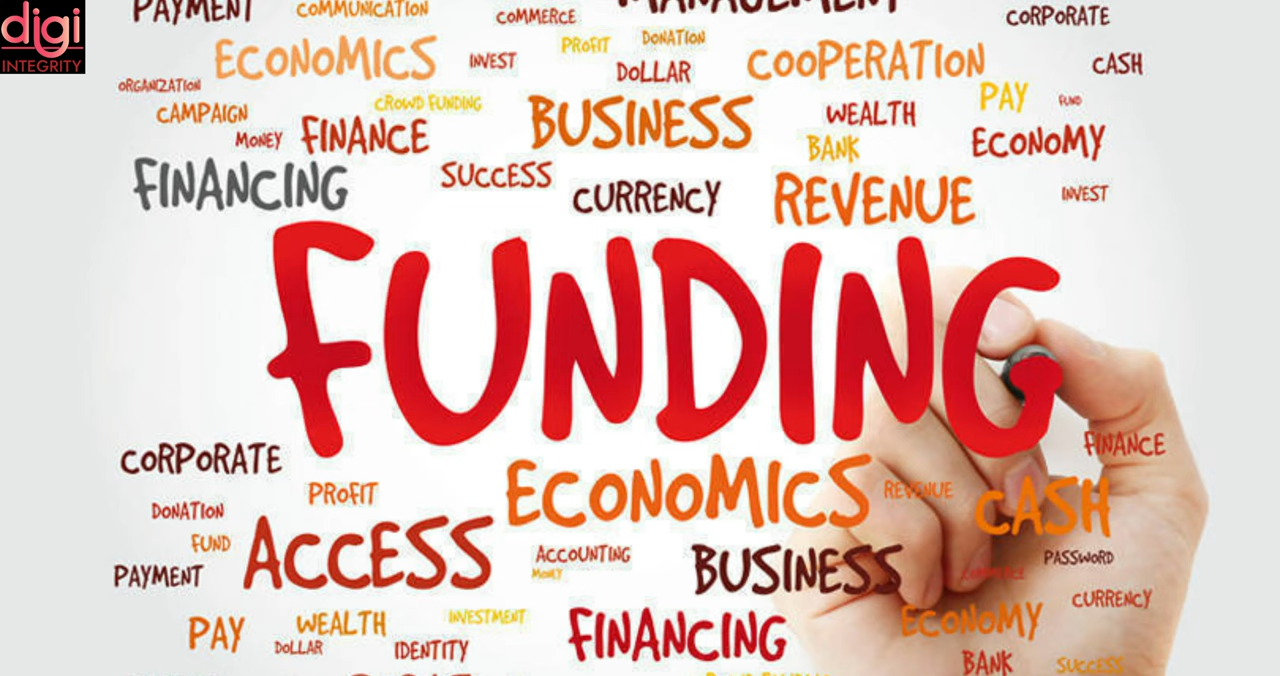 digi
INTEGRITY
PAYMENT COMMUNICATION COMMERCE MANAGEMENT CORPORATE
ECONOMICS INVEST PROFIT DONATION COOPERATION CASH
ORGANIZATION DOLLAR
CAMPAIGN CROWD FUNDING BUSINESS WEALTH PAY FUND
MONEY FINANCE BANK ECONOMY
FINANCING SUCCESS CURRENCY REVENUE INVEST
FUNDING
CORPORATE FINANCE
DONATION PROFIT ECONOMICS REVENUE CASH
FUND ACCESS ACCOUNTING BUSINESS PASSWORD
PAYMENT MONEY COMMERCE
PAY WEALTH INVESTMENT FINANCING ECONOMY CURRENCY
DOLLAR IDENTITY BANK SUCCESS